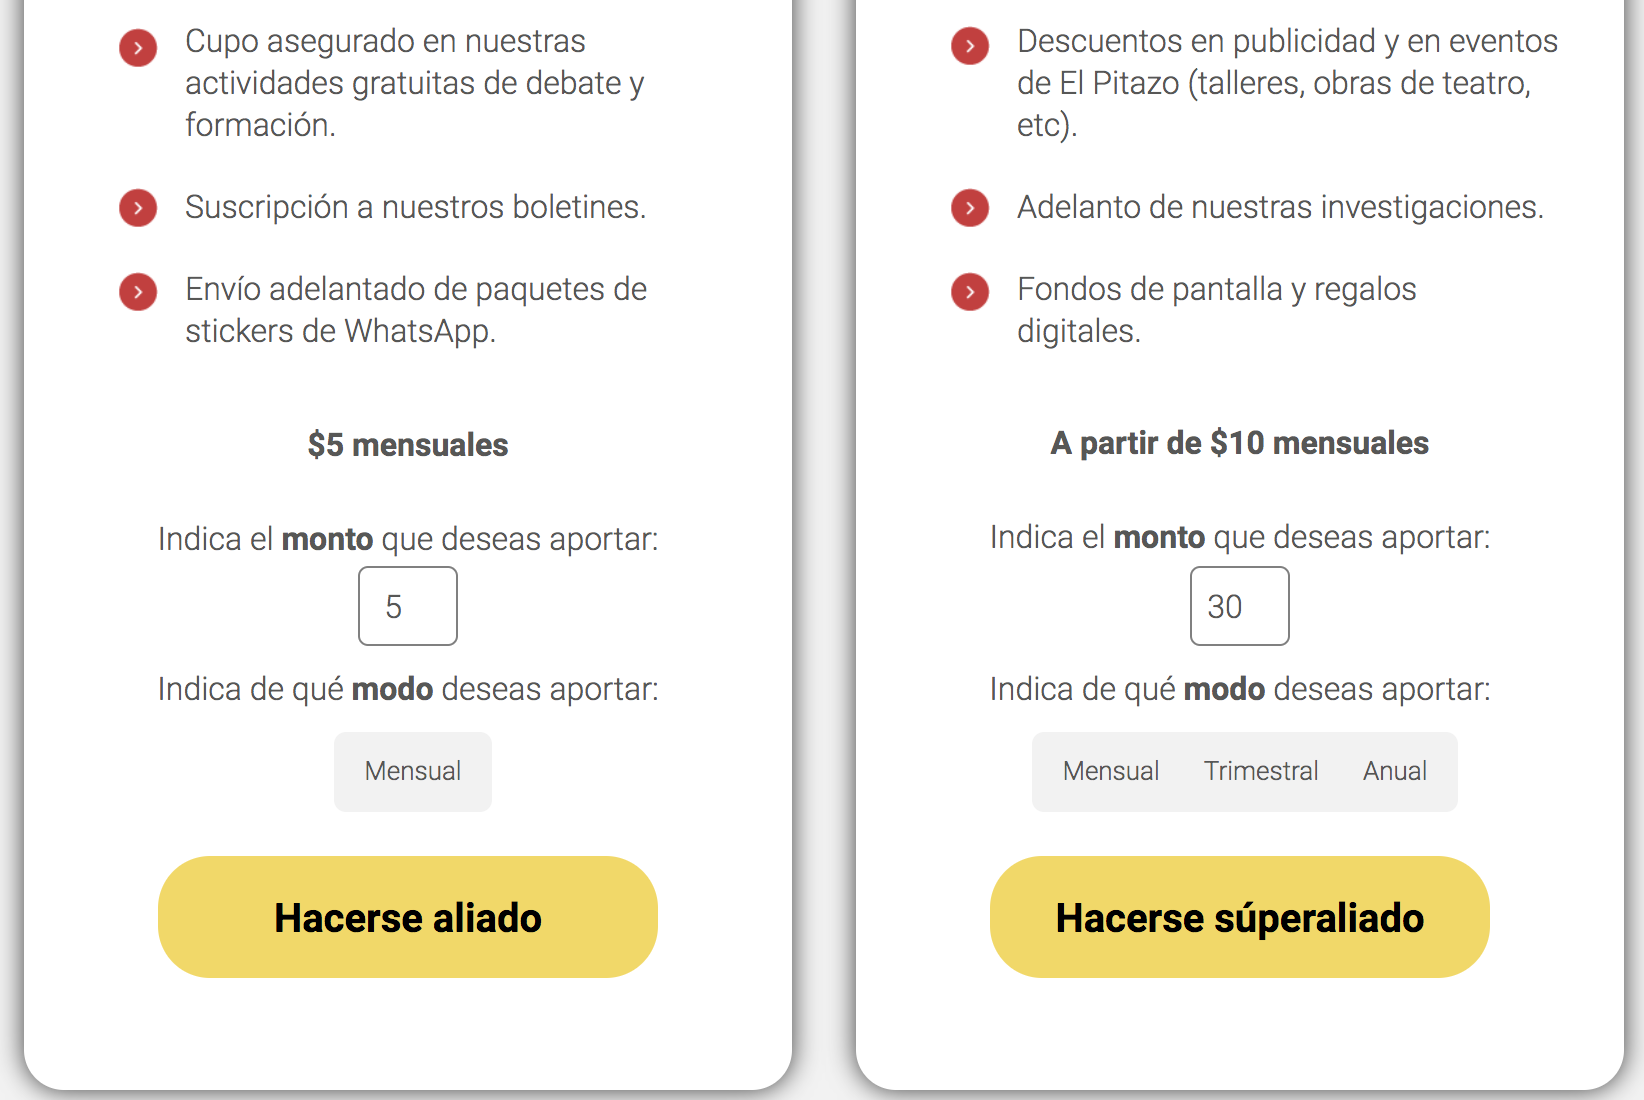 Cupo asegurado en nuestras
actividades gratuitas de debate y
formación.
Suscripción a nuestros boletines.
Envío adelantado de paquetes de
stickers de WhatsApp.
$5 mensuales
Indica el monto que deseas aportar:
5
Indica de qué modo deseas aportar:
Mensual
Hacerse aliado
Descuentos en publicidad y en eventos
de El Pitazo (talleres, obras de teatro,
etc).
Adelanto de nuestras investigaciones.
Fondos de pantalla y regalos
digitales.
A partir de $10 mensuales
Indica el monto que deseas aportar:
30
Indica de qué modo deseas aportar:
Mensual Trimestral Anual
Hacerse súperaliado